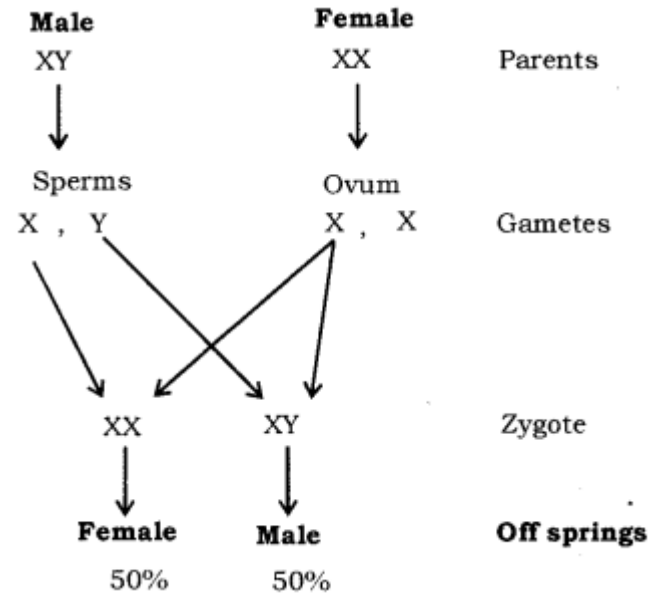 Male Female
XY XX Parents
Sperms Ovum
X , Y X , X Gametes
XX XY Zygote
Female Male Off springs
50% 50%